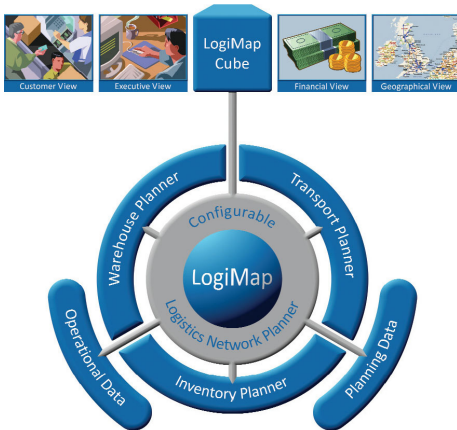 LogiMap
Cube
Customer View
Executive View
Financial View
Geographical View
Warehouse Planner
Transport Planner
Configurable
LogiMap
Logistics Network Planner
Operational Data
Inventory Planner
Planning Data